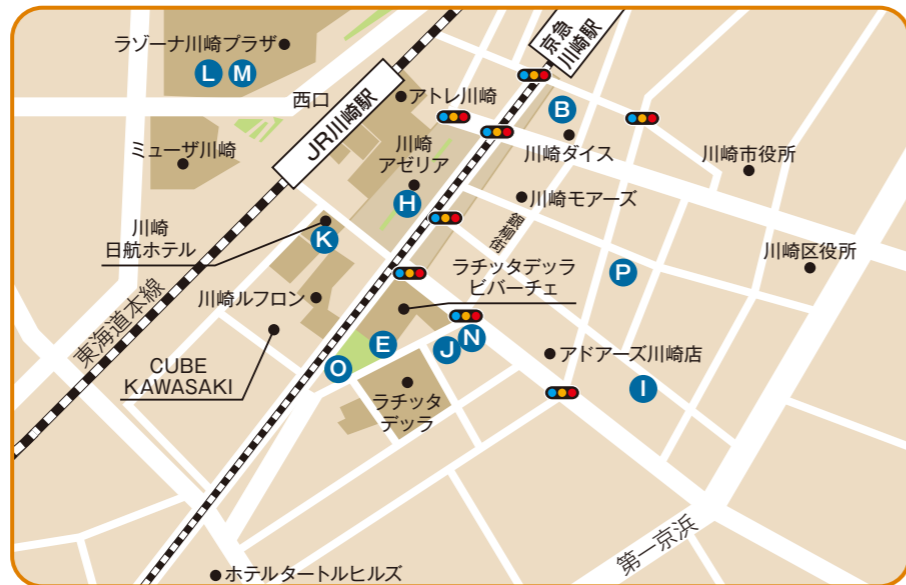 ラゾーナ川崎プラザ
L M
西口
JR川崎駅
アトレ川崎
京急
川崎駅
B
川崎ダイス
川崎市役所
ミューザ川崎
川崎
アゼリア
H
川崎モアーズ
銀柳街
川崎
日航ホテル
K
川崎区役所
P
ラチッタデッラ
ビバーチェ
東海道本線
川崎ルフロン
CUBE
KAWASAKI
O
E
J
N
アドアーズ川崎店
I
ラチッタ
デッラ
第一京浜
ホテルタートルヒルズ